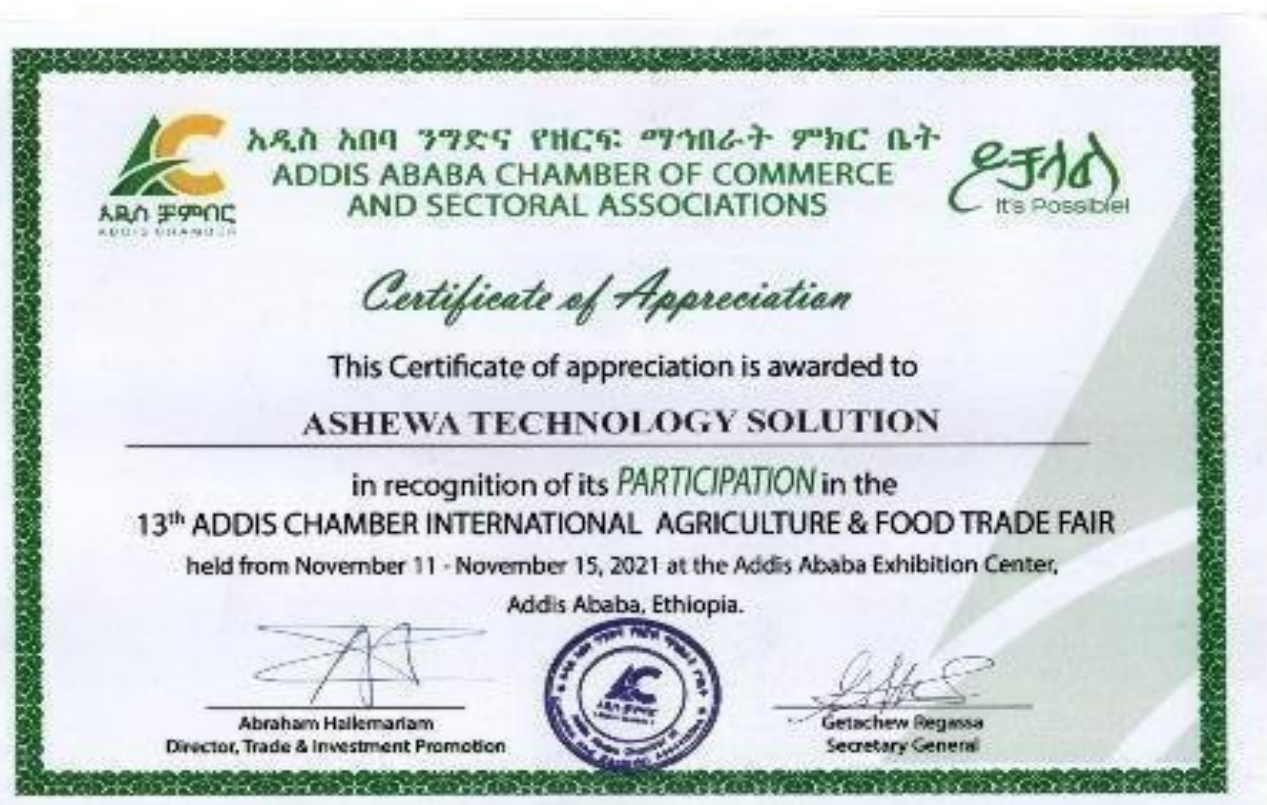 አዲስ አበባ ንግድና የዘርፍ ማኅበራት ምክር ቤት
ADDIS ABABA CHAMBER OF COMMERCE
AND SECTORAL ASSOCIATIONS
አዲስ ቻምበር
ADDIS CHAMBER
ይቻላል
It's Possible!
Certificate of Appreciation
This Certificate of appreciation is awarded to
ASHEWA TECHNOLOGY SOLUTION
in recognition of its PARTICIPATION in the
13th ADDIS CHAMBER INTERNATIONAL AGRICULTURE & FOOD TRADE FAIR
held from November 11 - November 15, 2021 at the Addis Ababa Exhibition Center,
Addis Ababa, Ethiopia.
Abraham Hailemariam
Director, Trade & Investment Promotion
Getachew Regassa
Secretary General